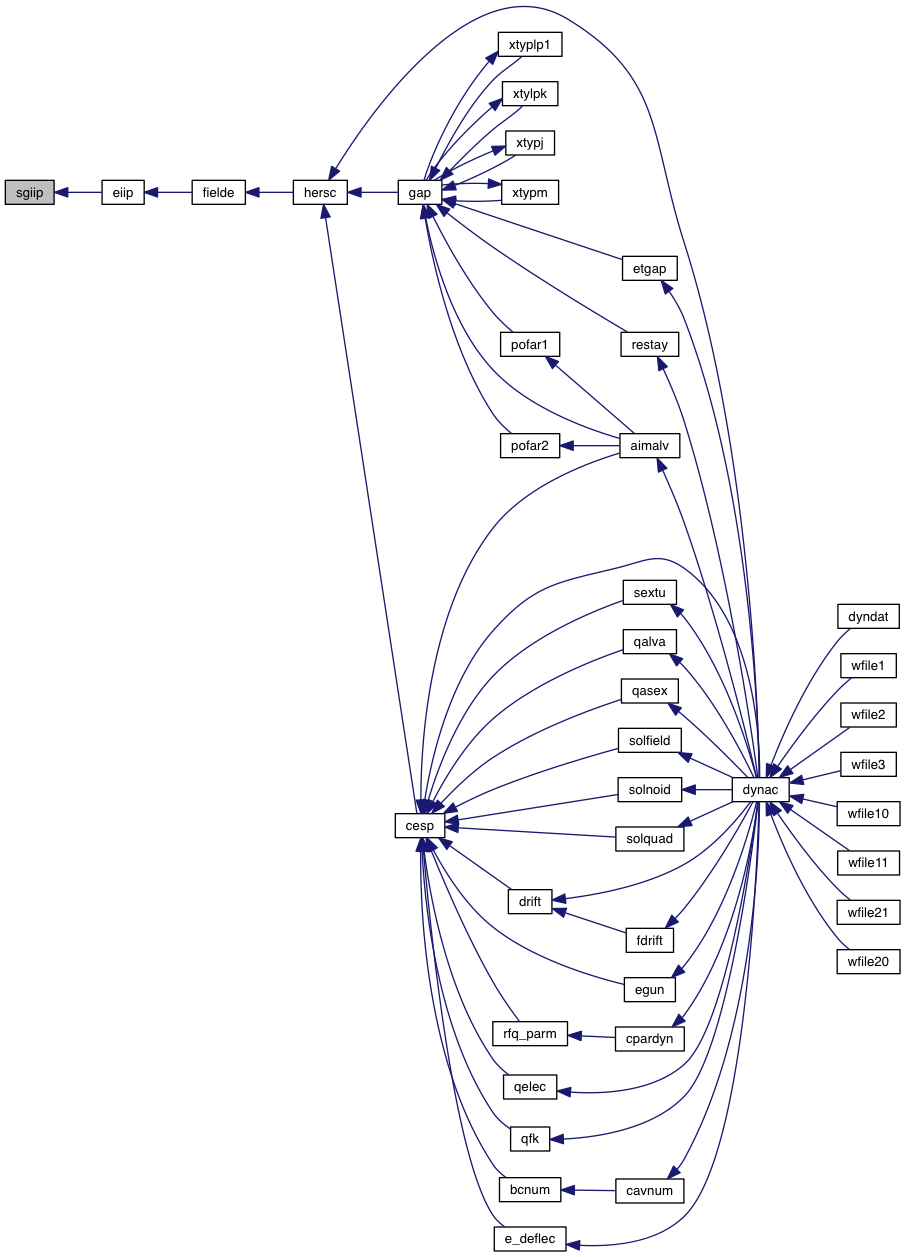 xtyplp1
xtylpk
xtypj
sgiip
eiip
fielde
hersc
gap
xtypm
etgap
pofar1
restay
pofar2
aimalv
sextu
dyndat
qalva
wfile1
qasex
wfile2
solfield
wfile3
solnoid
dynac
wfile10
cesp
solquad
wfile11
drift
wfile21
fdrift
wfile20
egun
rfq_parm
cpardyn
qelec
qfk
bcnum
cavnum
e_deflec